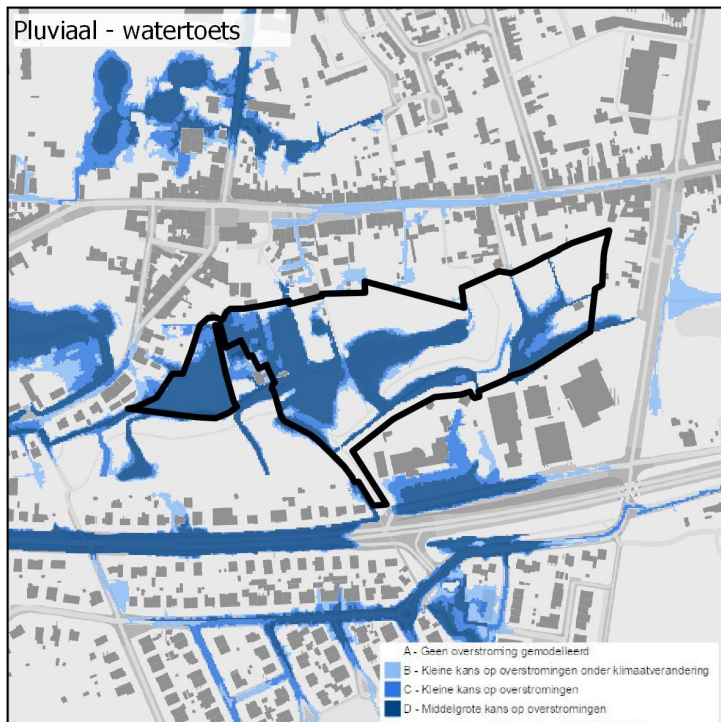 Pluviaal - watertoets
A - Geen overstroming gemodelleerd
B - Kleine kans op overstromingen onder klimaatverandering
C - Kleine kans op overstromingen
D - Middelgrote kans op overstromingen